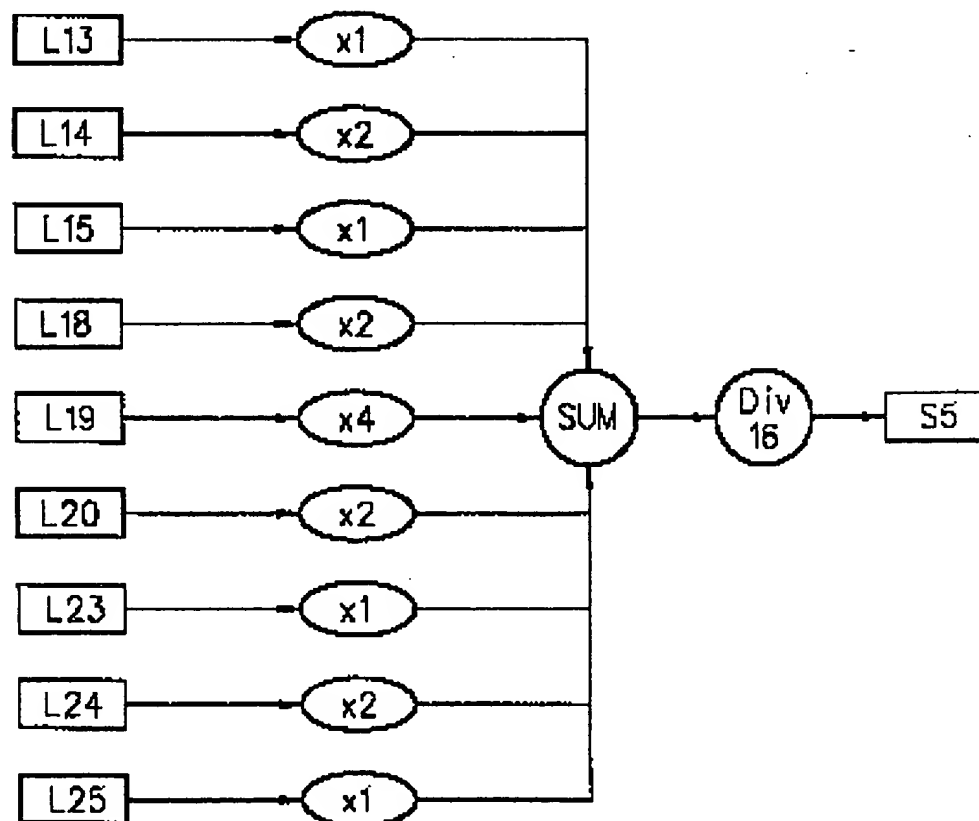 L13 x1
L14 x2
L15 x1
L18 x2
L19 x4 SUM Div 16 S5
L20 x2
L23 x1
L24 x2
L25 x1